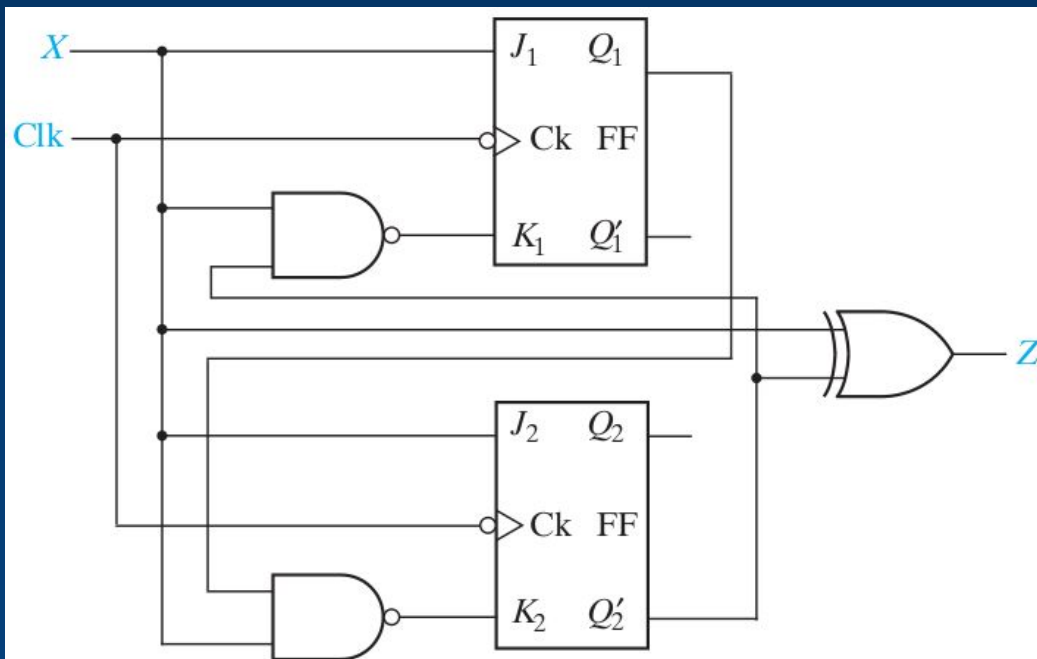 X
J₁ Q₁
Clk
Ck FF
K₁ Q₁′
Z
J₂ Q₂
Ck FF
K₂ Q₂′